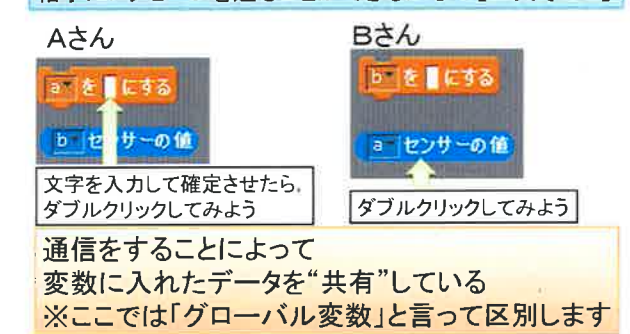 Aさん
Bさん
a を にする
b を にする
b センサーの値
a センサーの値
文字を入力して確定させたら,
ダブルクリックしてみよう
ダブルクリックしてみよう
通信をすることによって
変数に入れたデータを“共有”している
※ここでは「グローバル変数」と言って区別します